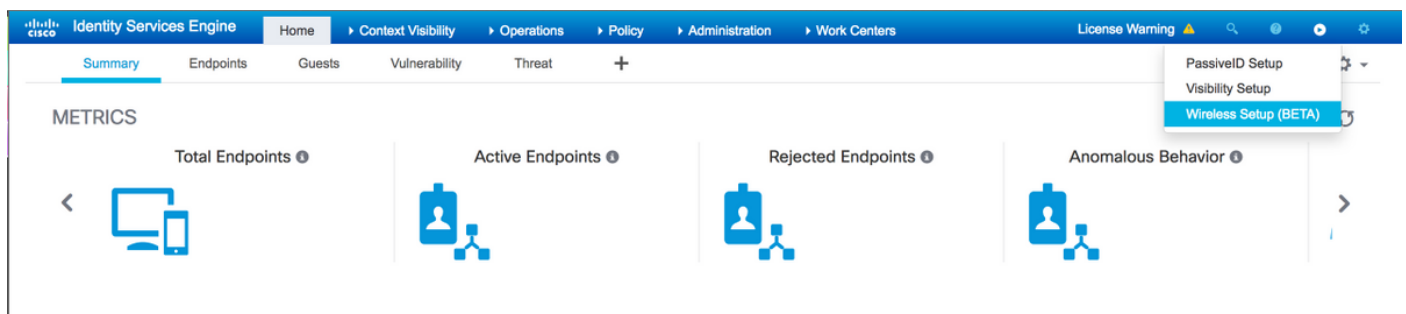 cisco Identity Services Engine Home Context Visibility Operations Policy Administration Work Centers License Warning
Summary Endpoints Guests Vulnerability Threat +
PassiveID Setup
Visibility Setup
Wireless Setup (BETA)
METRICS
Total Endpoints Active Endpoints Rejected Endpoints Anomalous Behavior